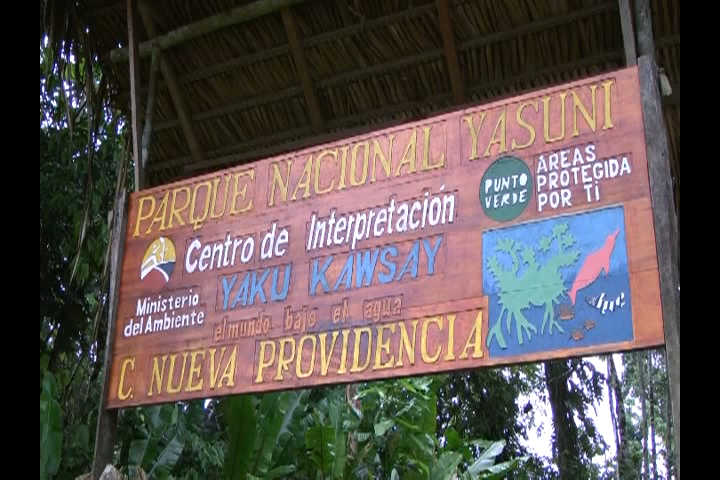 PARQUE NACIONAL YASUNI
Centro de Interpretación
PUNTO VERDE
AREAS
PROTEGIDA
POR TI
Ministerio
del Ambiente
YAKU KAWSAY
el mundo bajo el agua
C. NUEVA PROVIDENCIA